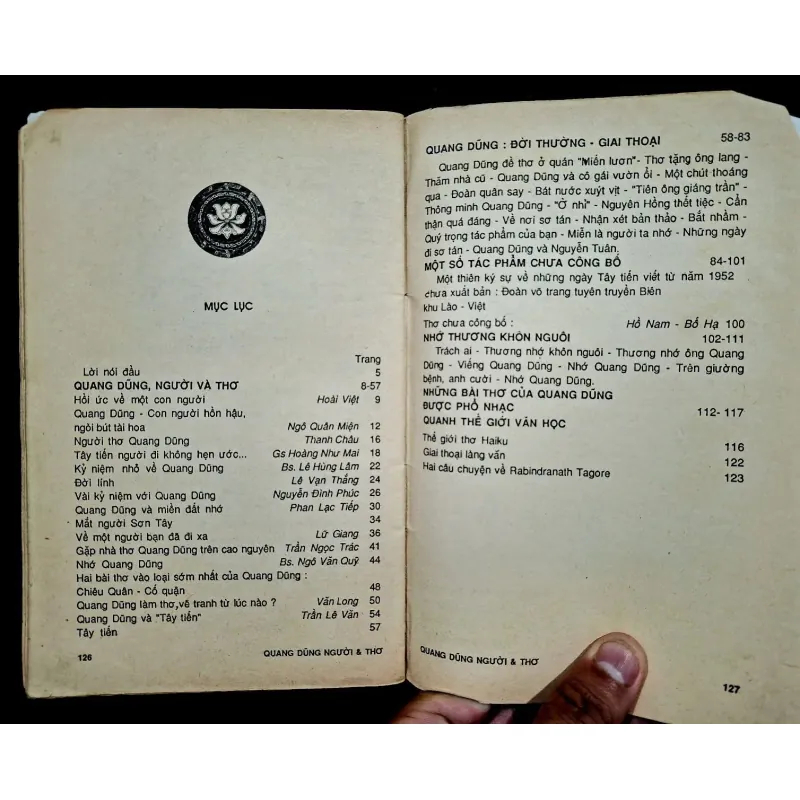 MỤC LỤC
Trang
Lời nói đầu 5
QUANG DŨNG, NGƯỜI VÀ THƠ 8-57
Hồi ức về một con người Hoài Việt 9
Quang Dũng - Con người hồn hậu,
ngòi bút tài hoa Ngô Quân Miện 12
Người thơ Quang Dũng Thanh Châu 16
Tây tiến người đi không hẹn ước... Gs Hoàng Như Mai 18
Kỷ niệm nhỏ về Quang Dũng Bs. Lê Hùng Lâm 22
Đời lính Lê Vạn Thắng 24
Vài kỷ niệm với Quang Dũng Nguyễn Đình Phúc 26
Quang Dũng và miền đất nhớ Phan Lạc Tiếp 30
Mắt người Sơn Tây 34
Về một người bạn đã đi xa Lữ Giang 36
Gặp nhà thơ Quang Dũng trên cao nguyên Trần Ngọc Trác 41
Nhớ Quang Dũng Bs. Ngô Văn Quỹ 44
Hai bài thơ vào loại sớm nhất của Quang Dũng :
Chiêu Quân - Cố quận 48
Quang Dũng làm thơ, vẽ tranh từ lúc nào ? Văn Long 50
Quang Dũng và "Tây tiến" Trần Lê Văn 54
Tây tiến 57
126 QUANG DŨNG NGƯỜI & THƠ
QUANG DŨNG : ĐỜI THƯỜNG - GIAI THOẠI 58-83
Quang Dũng đề thơ ở quán "Miến lươn"- Thơ tặng ông lang -
Thăm nhà cũ - Quang Dũng và cô gái vườn ổi - Một chút thoáng
qua - Đoàn quân say - Bát nước xuýt vịt - "Tiên ông giáng trần" -
Thông minh Quang Dũng - "Ở nhỉ" - Nguyên Hồng thết tiệc - Cẩn
thận quá đáng - Về nơi sơ tán - Nhận xét bản thảo - Bắt nhầm -
Quý trọng tác phẩm của bạn - Miễn là người ta nhớ - Những ngày
đi sơ tán - Quang Dũng và Nguyễn Tuân.
MỘT SỐ TÁC PHẨM CHƯA CÔNG BỐ 84-101
Một thiên ký sự về những ngày Tây tiến viết từ năm 1952
chưa xuất bản : Đoàn võ trang tuyên truyền Biên
khu Lào - Việt
Thơ chưa công bố : Hồ Nam - Bố Hạ 100
NHỚ THƯƠNG KHÔN NGUÔI 102-111
Trách ai - Thương nhớ khôn nguôi - Thương nhớ ông Quang
Dũng - Viếng Quang Dũng - Nhớ Quang Dũng - Trên giường
bệnh, anh cười - Nhớ Quang Dũng.
NHỮNG BÀI THƠ CỦA QUANG DŨNG
ĐƯỢC PHỔ NHẠC 112- 117
QUANH THẾ GIỚI VĂN HỌC
Thế giới thơ Haiku 116
Giai thoại làng văn 122
Hai câu chuyện về Rabindranath Tagore 123
QUANG DŨNG NGƯỜI & THƠ 127